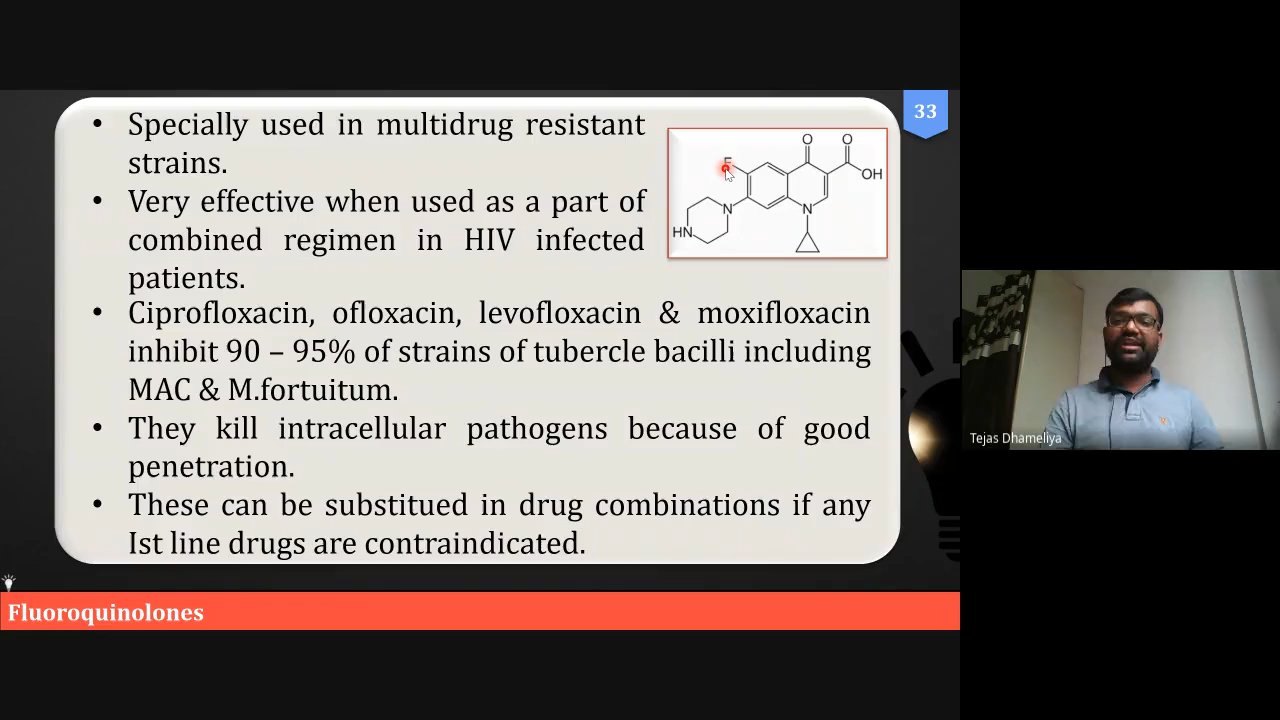 33
• Specially used in multidrug resistant
strains.
• Very effective when used as a part of
combined regimen in HIV infected
patients.
• Ciprofloxacin, ofloxacin, levofloxacin & moxifloxacin
inhibit 90 – 95% of strains of tubercle bacilli including
MAC & M.fortuitum.
• They kill intracellular pathogens because of good
penetration.
• These can be substitued in drug combinations if any
Ist line drugs are contraindicated.
O O
F
OH
N N
HN
Tejas Dhameliya
Fluoroquinolones